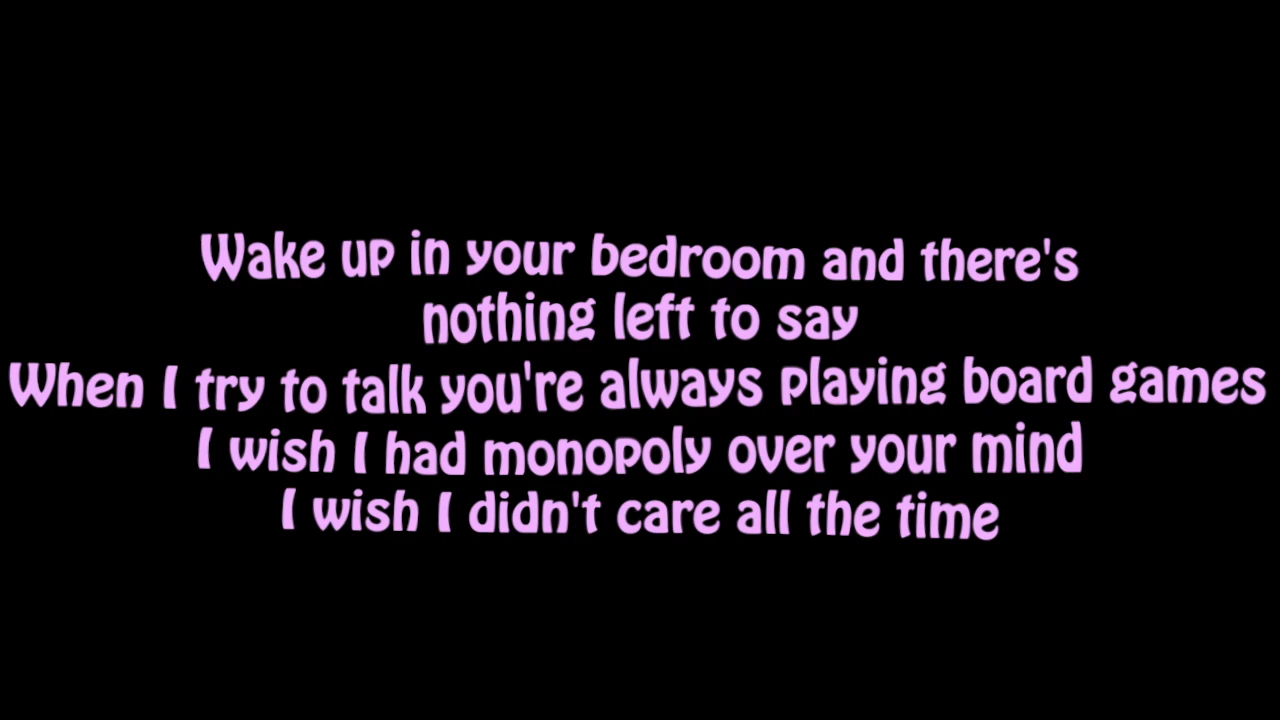 Wake up in your bedroom and there's
nothing left to say
When I try to talk you're always playing board games
I wish I had monopoly over your mind
I wish I didn't care all the time